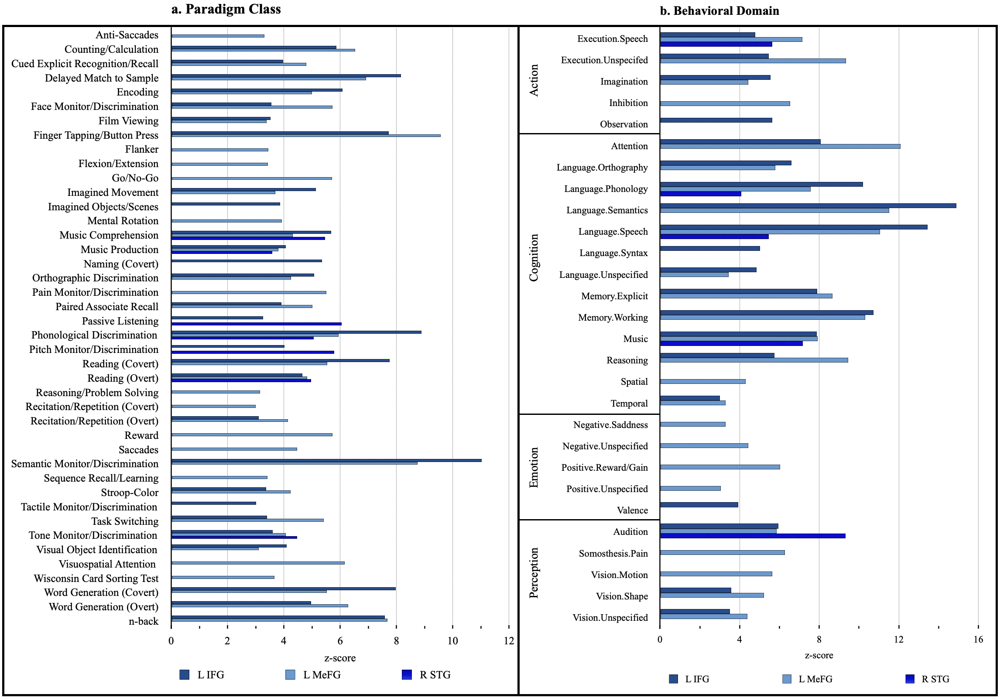 a. Paradigm Class
Anti-Saccades
Counting/Calculation
Cued Explicit Recognition/Recall
Delayed Match to Sample
Encoding
Face Monitor/Discrimination
Film Viewing
Finger Tapping/Button Press
Flanker
Flexion/Extension
Go/No-Go
Imagined Movement
Imagined Objects/Scenes
Mental Rotation
Music Comprehension
Music Production
Naming (Covert)
Orthographic Discrimination
Pain Monitor/Discrimination
Paired Associate Recall
Passive Listening
Phonological Discrimination
Pitch Monitor/Discrimination
Reading (Covert)
Reading (Overt)
Reasoning/Problem Solving
Recitation/Repetition (Covert)
Recitation/Repetition (Overt)
Reward
Saccades
Semantic Monitor/Discrimination
Sequence Recall/Learning
Stroop-Color
Tactile Monitor/Discrimination
Task Switching
Tone Monitor/Discrimination
Visual Object Identification
Visuospatial Attention
Wisconsin Card Sorting Test
Word Generation (Covert)
Word Generation (Overt)
n-back
0 2 4 6 8 10 12
z-score
L IFG L MeFG R STG
b. Behavioral Domain
Action
Execution.Speech
Execution.Unspecifed
Imagination
Inhibition
Observation
Cognition
Attention
Language.Orthography
Language.Phonology
Language.Semantics
Language.Speech
Language.Syntax
Language.Unspecified
Memory.Explicit
Memory.Working
Music
Reasoning
Spatial
Temporal
Emotion
Negative.Saddness
Negative.Unspecified
Positive.Reward/Gain
Positive.Unspecified
Valence
Perception
Audition
Somosthesis.Pain
Vision.Motion
Vision.Shape
Vision.Unspecified
0 4 8 12 16
z-score
L IFG L MeFG R STG